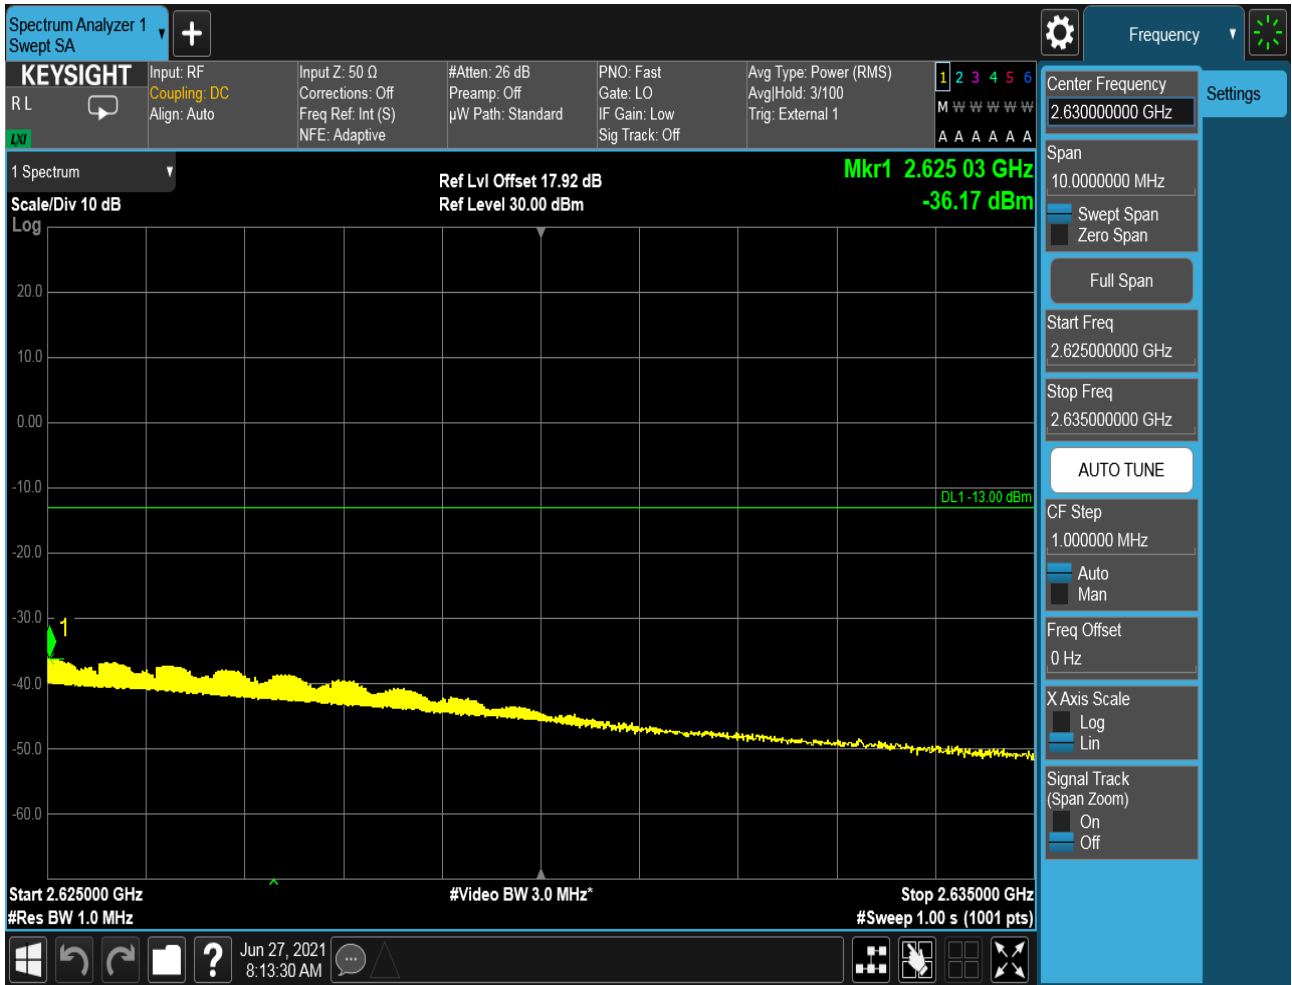 Spectrum Analyzer 1
Swept SA
Frequency
KEYSIGHT
R L
LXI
Input: RF
Coupling: DC
Align: Auto
Input Z: 50 Ω
Corrections: Off
Freq Ref: Int (S)
NFE: Adaptive
#Atten: 26 dB
Preamp: Off
µW Path: Standard
PNO: Fast
Gate: LO
IF Gain: Low
Sig Track: Off
Avg Type: Power (RMS)
Avg|Hold: 3/100
Trig: External 1
1 2 3 4 5 6
M W W W W W
A A A A A A
1 Spectrum
Scale/Div 10 dB
Log
Ref Lvl Offset 17.92 dB
Ref Level 30.00 dBm
Mkr1 2.625 03 GHz
-36.17 dBm
20.0
10.0
0.00
-10.0
DL1 -13.00 dBm
-20.0
-30.0
1
-40.0
-50.0
-60.0
Start 2.625000 GHz
#Video BW 3.0 MHz*
Stop 2.635000 GHz
#Res BW 1.0 MHz
#Sweep 1.00 s (1001 pts)
?
Jun 27, 2021
8:13:30 AM
Center Frequency
2.630000000 GHz
Settings
Span
10.0000000 MHz
Swept Span
Zero Span
Full Span
Start Freq
2.625000000 GHz
Stop Freq
2.635000000 GHz
AUTO TUNE
CF Step
1.000000 MHz
Auto
Man
Freq Offset
0 Hz
X Axis Scale
Log
Lin
Signal Track
(Span Zoom)
On
Off